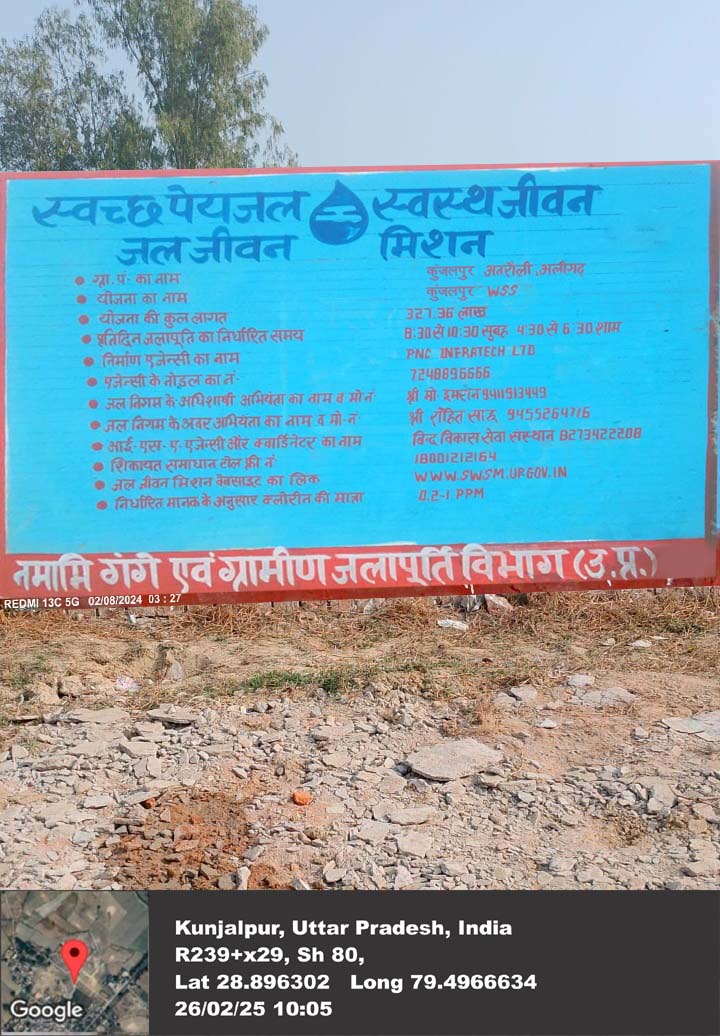 स्वच्छ पेयजल स्वस्थ जीवन
जल जीवन मिशन
ग्रा. पं. का नाम कुंजलपुर अतरौली, अलीगढ़
योजना का नाम कुंजलपुर WSS
योजना की कुल लागत 327.36 लाख
प्रतिदिन जलापूति का निर्धारित समय 8:30 से 10:30 सुबह 4:30 से 6:30 शाम
निर्माण एजेन्सी का नाम PNC INFRATECH LTD
एजेन्सी के नोडल का नं- 7248896666
जल निगम के अधिशाषी अभियंता का नाम व मो नं श्री मो. इमरान 9411913449
जल निगम के अवर अभियंता का नाम व मो- नं श्री रोहित साहू 9455264716
आई- एस- ए- एजेन्सी और क्वार्डिनेटर का नाम बिन्द विकास सेवा सस्थान 8273422208
शिकायत समाधान टोल फ्री नं 18001212164
जल जीवन मिशन वेबसाइट का लिक WWW.SWSM.UP.GOV.IN
निर्धारित मानक के अनुसार क्लोरीन की मात्रा 0.2-1 PPM
नमामि गंगे एवं ग्रामीण जलापूर्ति विभाग (उ.प्र.)
REDMI 13C 5G 02/08/2024 03:27
Kunjalpur, Uttar Pradesh, India
R239+x29, Sh 80,
Lat 28.896302 Long 79.4966634
26/02/25 10:05
Google